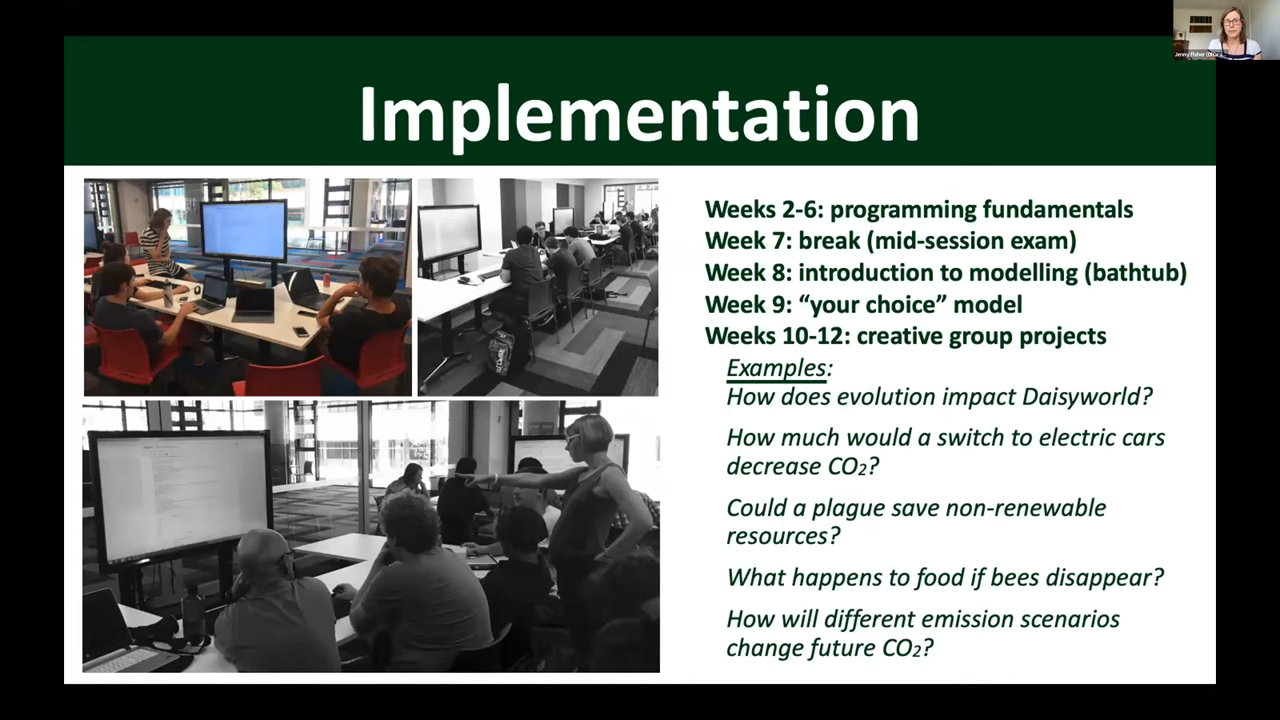 Jenny Fisher
Implementation
Weeks 2-6: programming fundamentals
Week 7: break (mid-session exam)
Week 8: introduction to modelling (bathtub)
Week 9: “your choice” model
Weeks 10-12: creative group projects
Examples:
How does evolution impact Daisyworld?
How much would a switch to electric cars
decrease CO₂?
Could a plague save non-renewable
resources?
What happens to food if bees disappear?
How will different emission scenarios
change future CO₂?